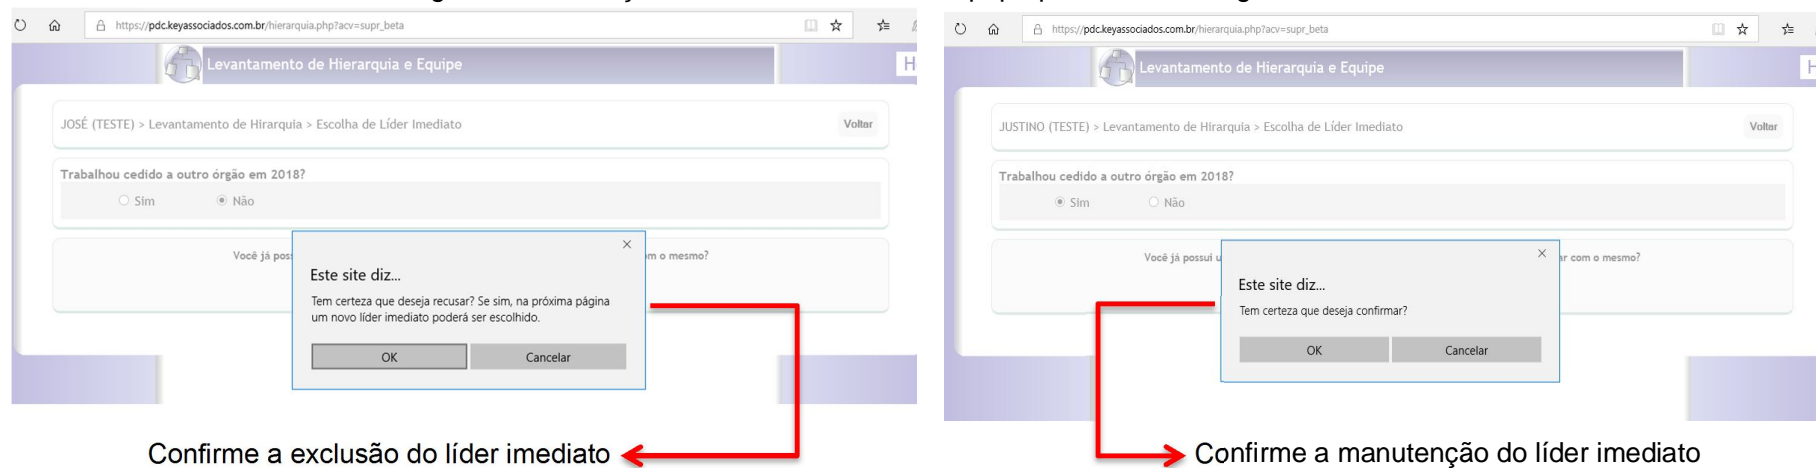 https://pdc.keyassociados.com.br/hierarquia.php?acv=supr_beta
Levantamento de Hierarquia e Equipe
H
JOSÉ (TESTE) > Levantamento de Hirarquia > Escolha de Líder Imediato
Voltar
Trabalhou cedido a outro órgão em 2018?
Sim
Não
Você já
m o mesmo?
Este site diz...
Tem certeza que deseja recusar? Se sim, na próxima página
um novo líder imediato poderá ser escolhido.
OK
Cancelar
Confirme a exclusão do líder imediato
https://pdc.keyassociados.com.br/hierarquia.php?acv=supr_beta
Levantamento de Hierarquia e Equipe
JUSTINO (TESTE) > Levantamento de Hirarquia > Escolha de Líder Imediato
Voltar
Trabalhou cedido a outro órgão em 2018?
Sim
Não
Você já possui
com o mesmo?
Este site diz...
Tem certeza que deseja confirmar?
OK
Cancelar
Confirme a manutenção do líder imediato